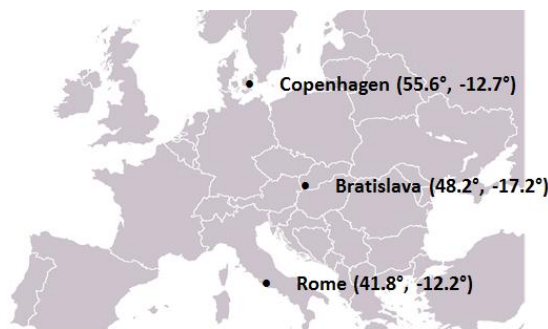 Copenhagen (55.6°, -12.7°)
Bratislava (48.2°, -17.2°)
Rome (41.8°, -12.2°)